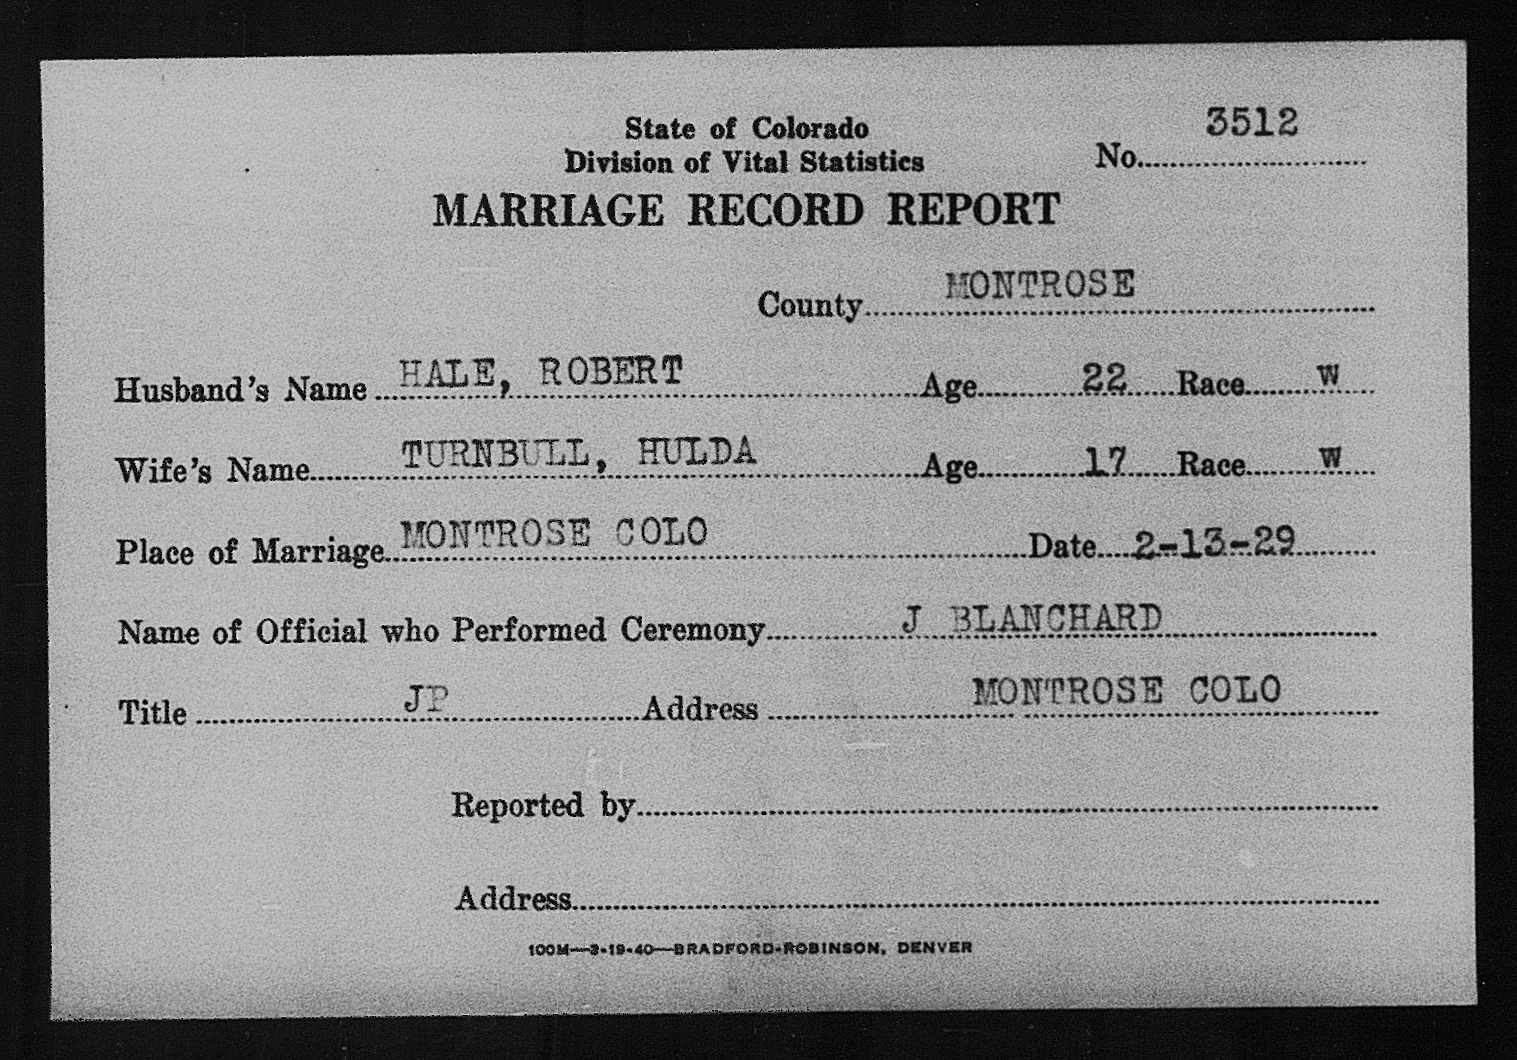 3512
State of Colorado
Division of Vital Statistics No.
MARRIAGE RECORD REPORT
County MONTROSE
Husband's Name HALE, ROBERT Age 22 Race W
Wife's Name TURNBULL, HULDA Age 17 Race W
Place of Marriage MONTROSE COLO Date 2-13-29
Name of Official who Performed Ceremony J BLANCHARD
Title JP Address MONTROSE COLO
Reported by
Address
100M—3-19-40—BRADFORD-ROBINSON, DENVER